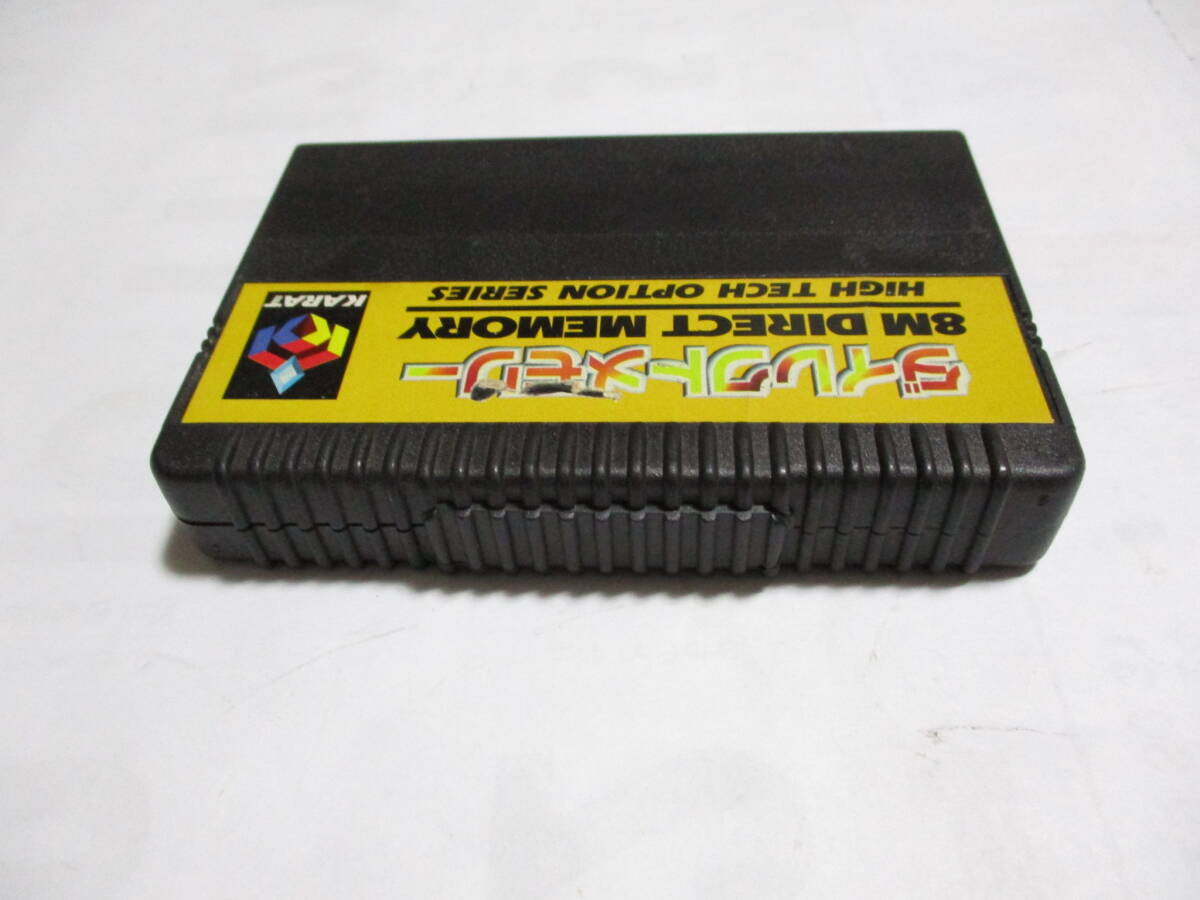 ダイレクトメモリー
8M DIRECT MEMORY
HIGH TECH OPTION SERIES
KARAT